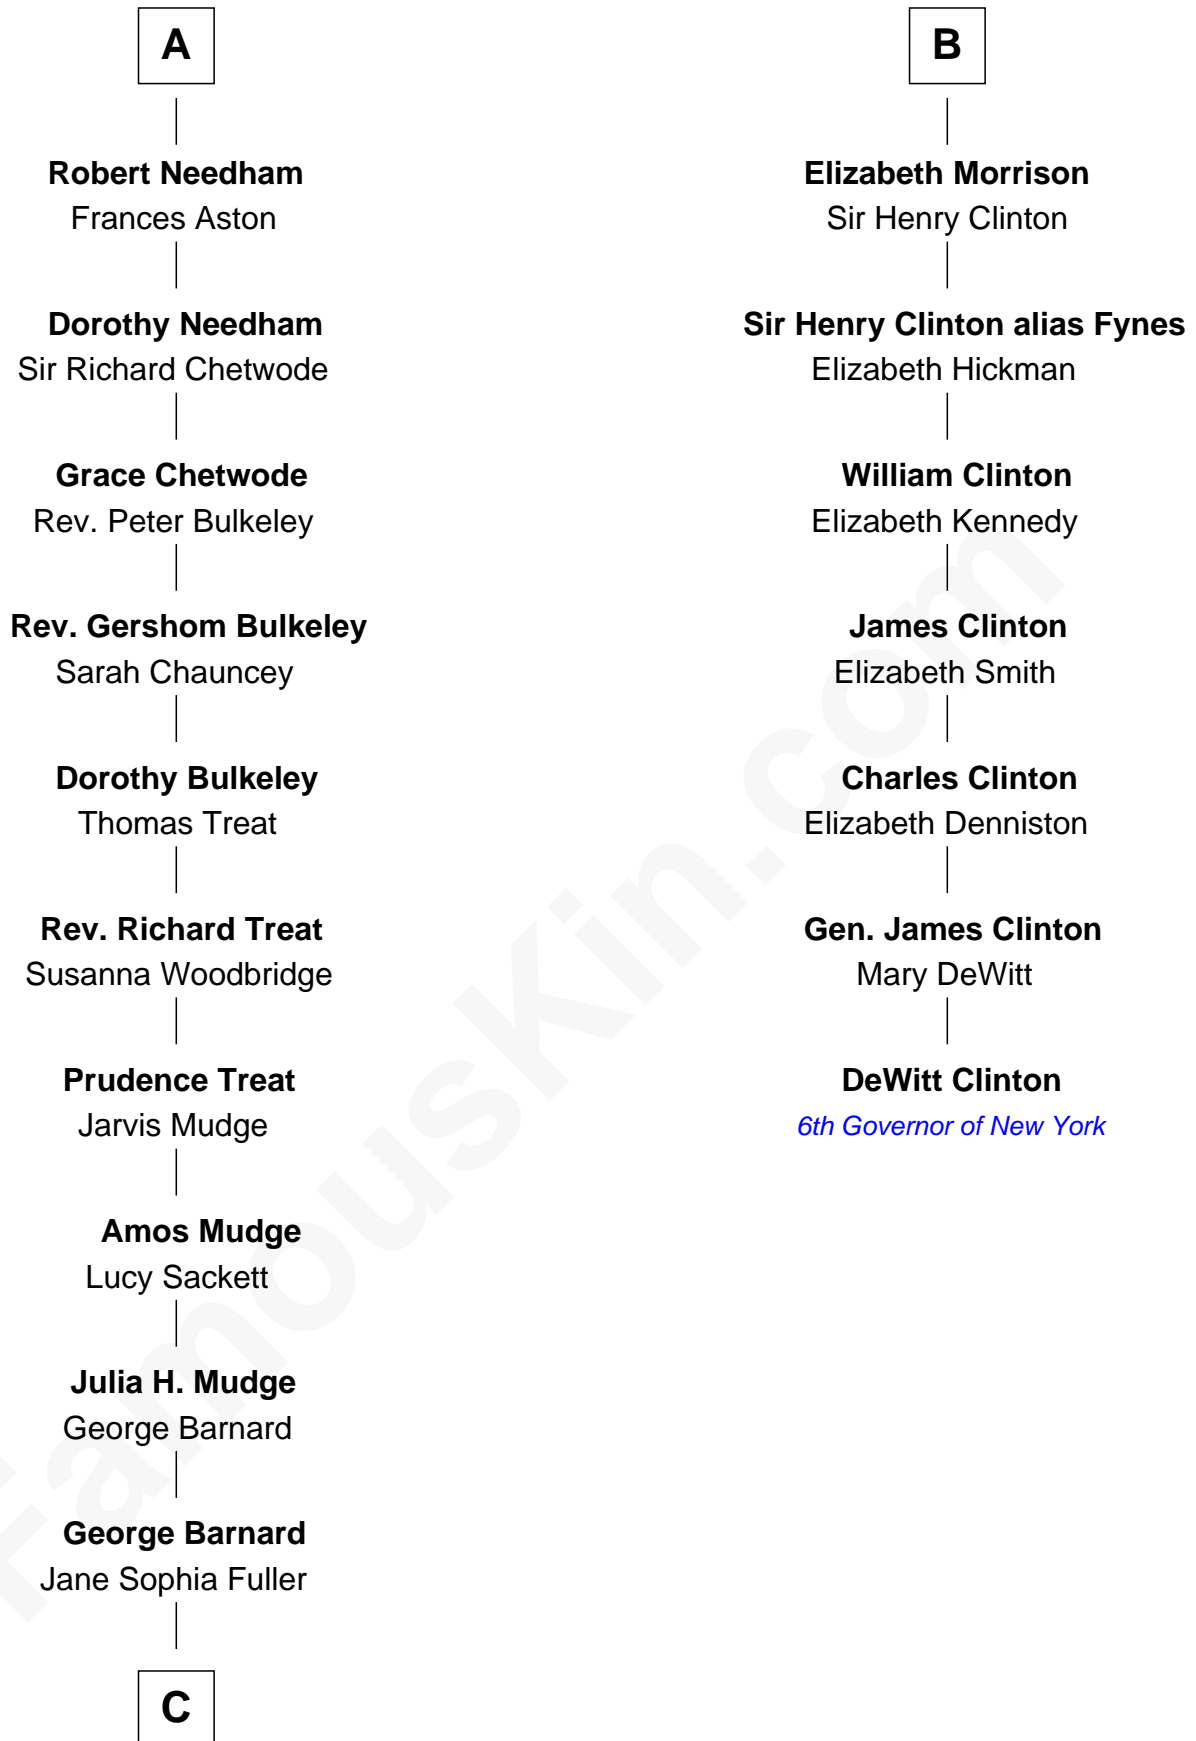 A
Robert Needham
Frances Aston
Dorothy Needham
Sir Richard Chetwode
Grace Chetwode
Rev. Peter Bulkeley
Rev. Gershom Bulkeley
Sarah Chauncey
Dorothy Bulkeley
Thomas Treat
Rev. Richard Treat
Susanna Woodbridge
Prudence Treat
Jarvis Mudge
Amos Mudge
Lucy Sackett
Julia H. Mudge
George Barnard
George Barnard
Jane Sophia Fuller
C
B
Elizabeth Morrison
Sir Henry Clinton
Sir Henry Clinton alias Fynes
Elizabeth Hickman
William Clinton
Elizabeth Kennedy
James Clinton
Elizabeth Smith
Charles Clinton
Elizabeth Denniston
Gen. James Clinton
Mary DeWitt
DeWitt Clinton
6th Governor of New York
FamousKin.com